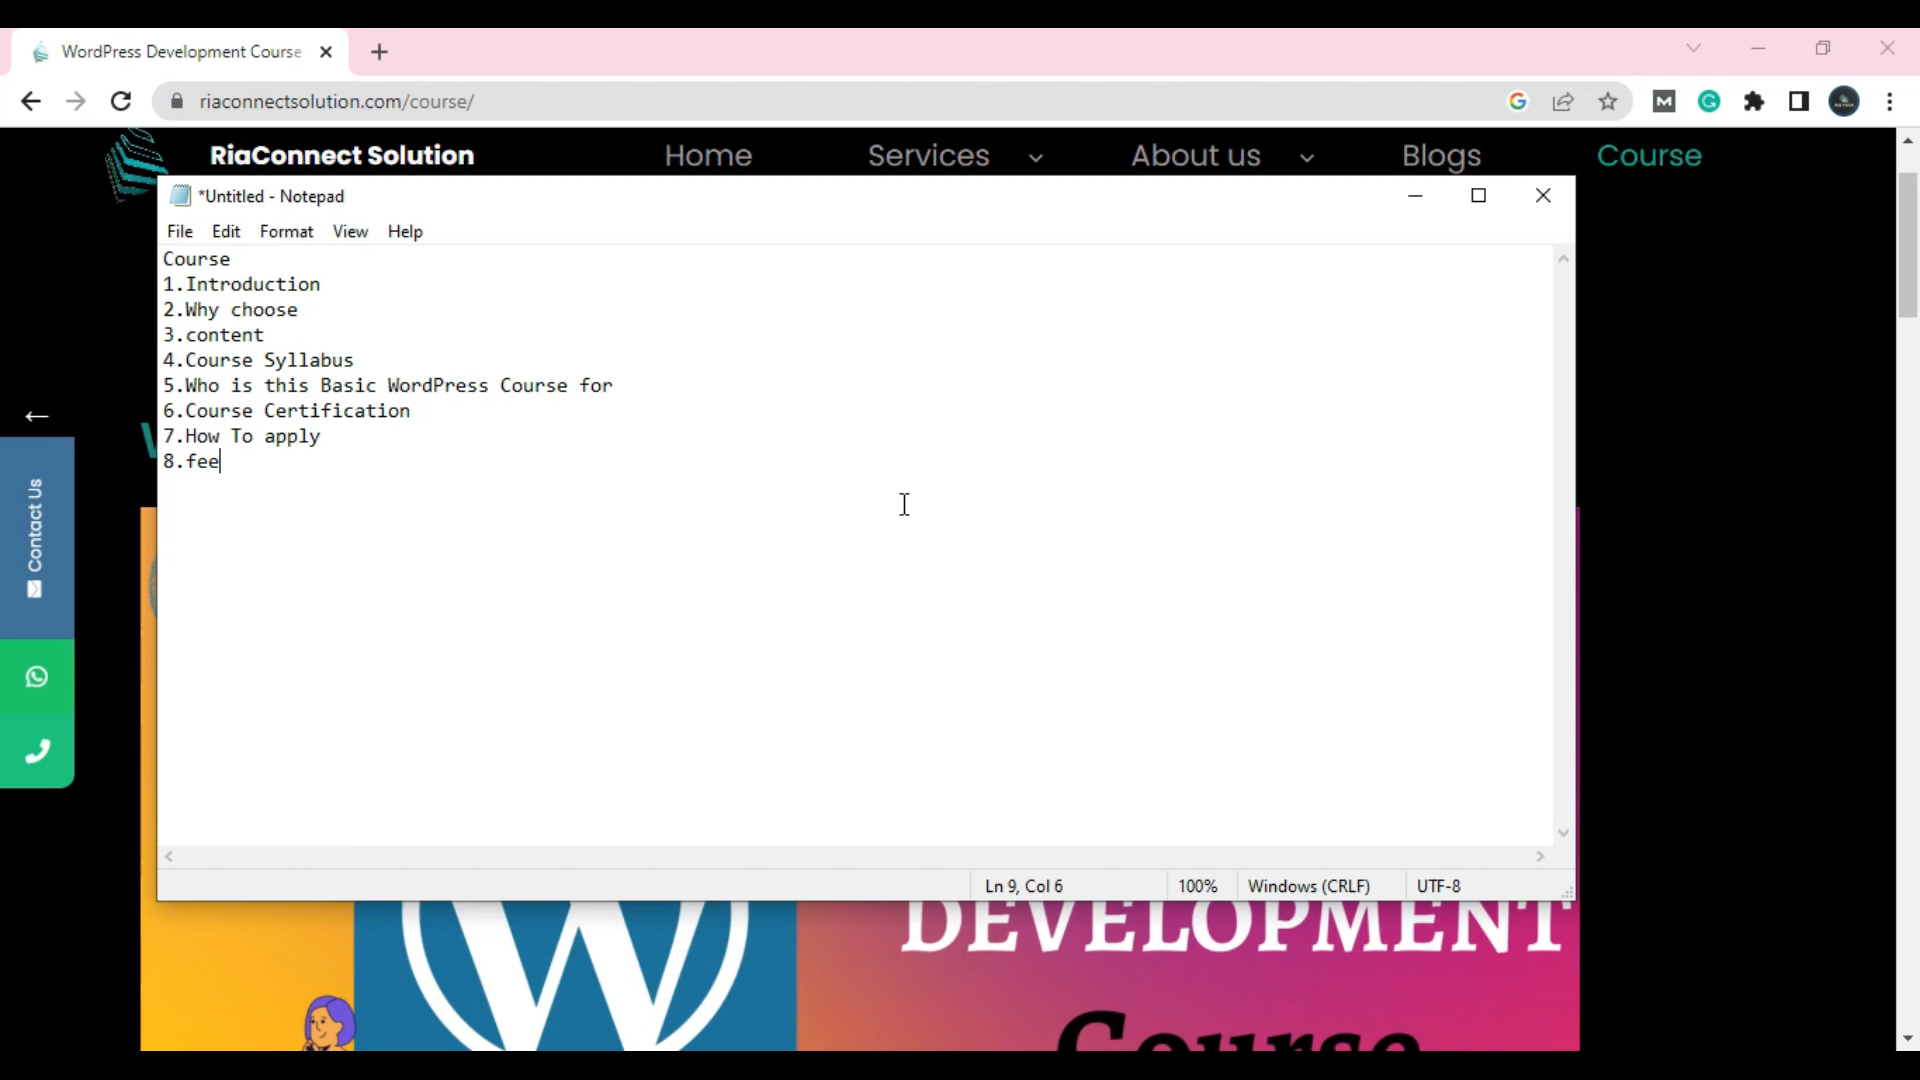 WordPress Development Course
riaconnectsolution.com/course/
RiaConnect Solution
Home
Services
About us
Blogs
Course
*Untitled - Notepad
File Edit Format View Help
Course
1.Introduction
2.Why choose
3.content
4.Course Syllabus
5.Who is this Basic WordPress Course for
6.Course Certification
7.How To apply
8.fee
Contact Us
Ln 9, Col 6
100%
Windows (CRLF)
UTF-8
DEVELOPMENT
Course